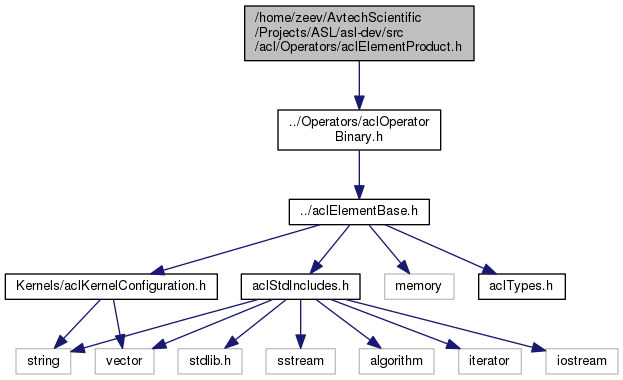 /home/zeev/AvtechScientific
/Projects/ASL/asl-dev/src
/acl/Operators/aclElementProduct.h
../Operators/aclOperator
Binary.h
../aclElementBase.h
Kernels/aclKernelConfiguration.h
aclStdIncludes.h
memory
aclTypes.h
string
vector
stdlib.h
sstream
algorithm
iterator
iostream